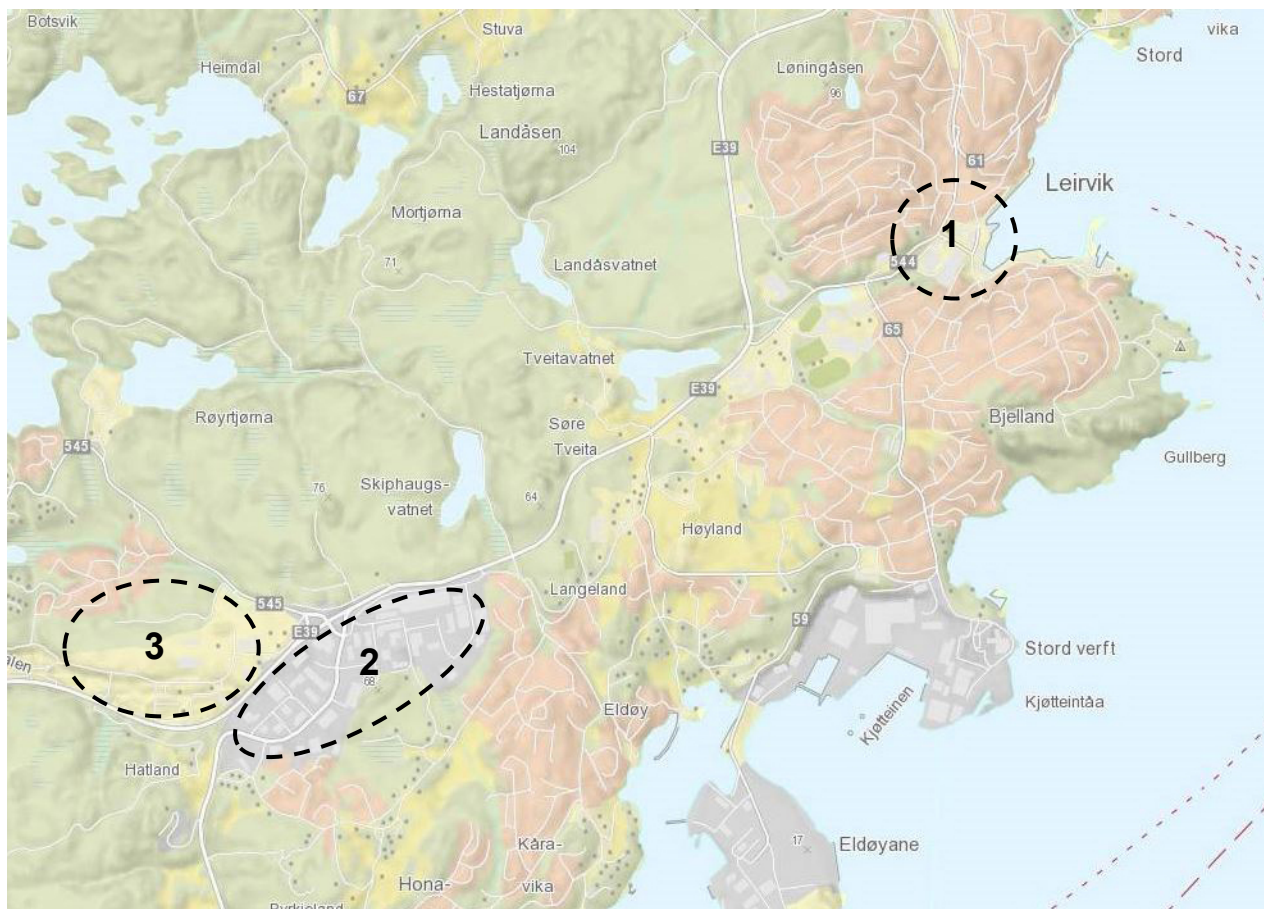 Botsvik
Stuva
vika
Heimdal
Løningåsen
Stord
96
67
Hestatjørna
Landåsen
104
E39
61
Leirvik
Mortjørna
1
71
Landåsvatnet
544
65
Tveitavatnet
E39
Røyrtjørna
Søre
Tveita
Bjelland
545
Gullberg
Skiphaugs-
vatnet
76
64
Høyland
Langeland
545
59
E39
3
2
Stord verft
alen
68
Kjøtteinen
Kjøtteintåa
Eldøy
Hatland
17
Eldøyane
Kåra-
vika
Hona-